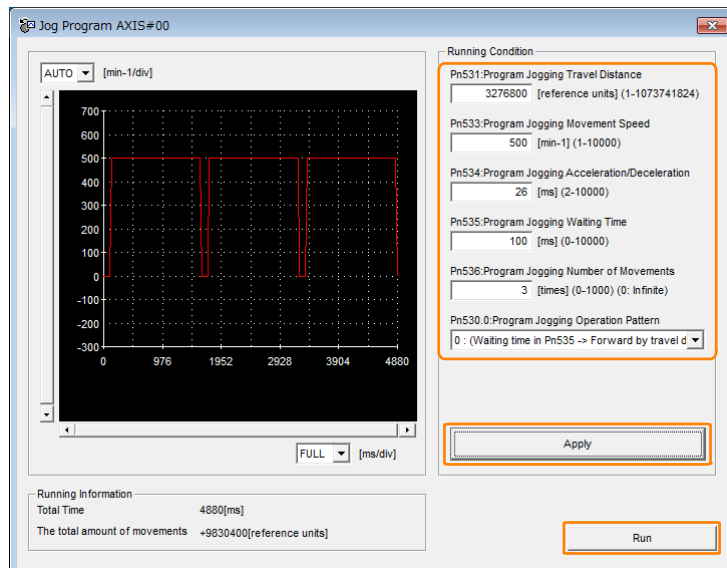 Jog Program AXIS#00
AUTO [min-1/div]
700
600
500
400
300
200
100
0
-100
-200
-300
0 976 1952 2928 3904 4880
FULL [ms/div]
Running Condition
Pn531:Program Jogging Travel Distance
3276800 [reference units] (1-1073741824)
Pn533:Program Jogging Movement Speed
500 [min-1] (1-10000)
Pn534:Program Jogging Acceleration/Deceleration
26 [ms] (2-10000)
Pn535:Program Jogging Waiting Time
100 [ms] (0-10000)
Pn536:Program Jogging Number of Movements
3 [times] (0-1000) (0: Infinite)
Pn530.0:Program Jogging Operation Pattern
0 : (Waiting time in Pn535 -> Forward by travel d
Apply
Running Information
Total Time 4880[ms]
The total amount of movements +9830400[reference units]
Run